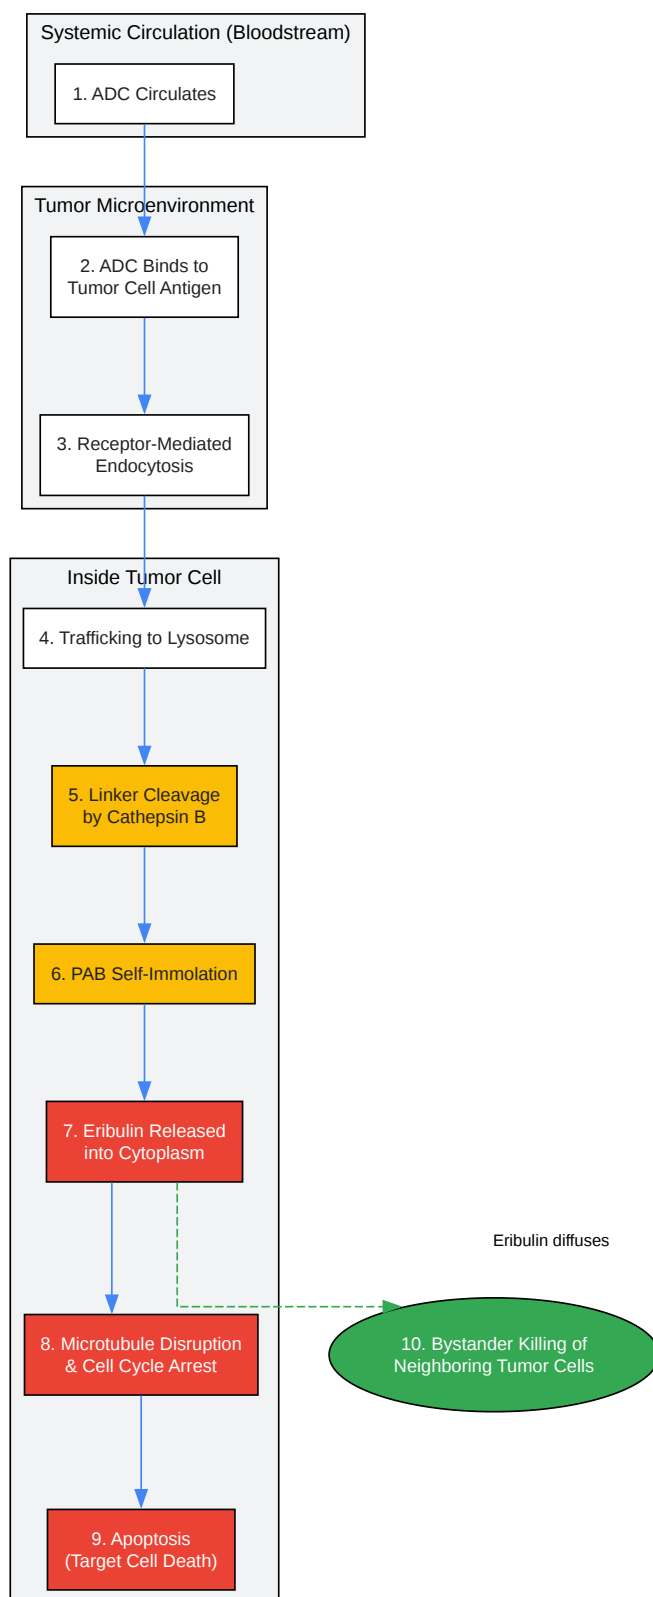 Systemic Circulation (Bloodstream)
1. ADC Circulates
Tumor Microenvironment
2. ADC Binds to
Tumor Cell Antigen
3. Receptor-Mediated
Endocytosis
Inside Tumor Cell
4. Trafficking to Lysosome
5. Linker Cleavage
by Cathepsin B
6. PAB Self-Immolation
7. Eribulin Released
into Cytoplasm
Eribulin diffuses
8. Microtubule Disruption
& Cell Cycle Arrest
10. Bystander Killing of
Neighboring Tumor Cells
9. Apoptosis
(Target Cell Death)